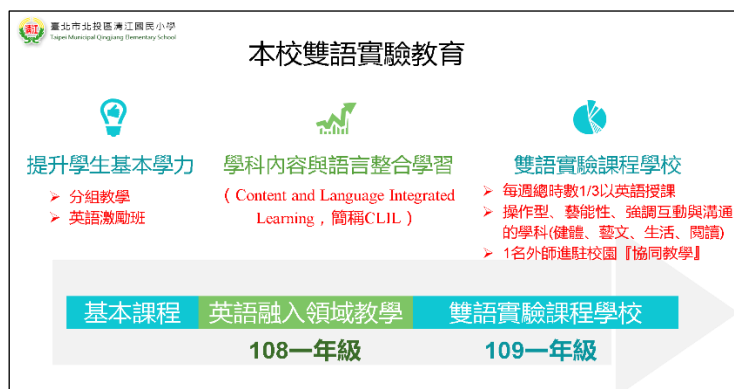 臺北市北投區清江國民小學
Taipei Municipal Qingjiang Elementary School
本校雙語實驗教育
提升學生基本學力
➢ 分組教學
➢ 英語激勵班
學科內容與語言整合學習
（Content and Language Integrated
Learning，簡稱CLIL）
雙語實驗課程學校
➢ 每週總時數1/3以英語授課
➢ 操作型、藝能性、強調互動與溝通
的學科(健體、藝文、生活、閱讀)
➢ 1名外師進駐校園『協同教學』
基本課程
英語融入領域教學
雙語實驗課程學校
108一年級
109一年級